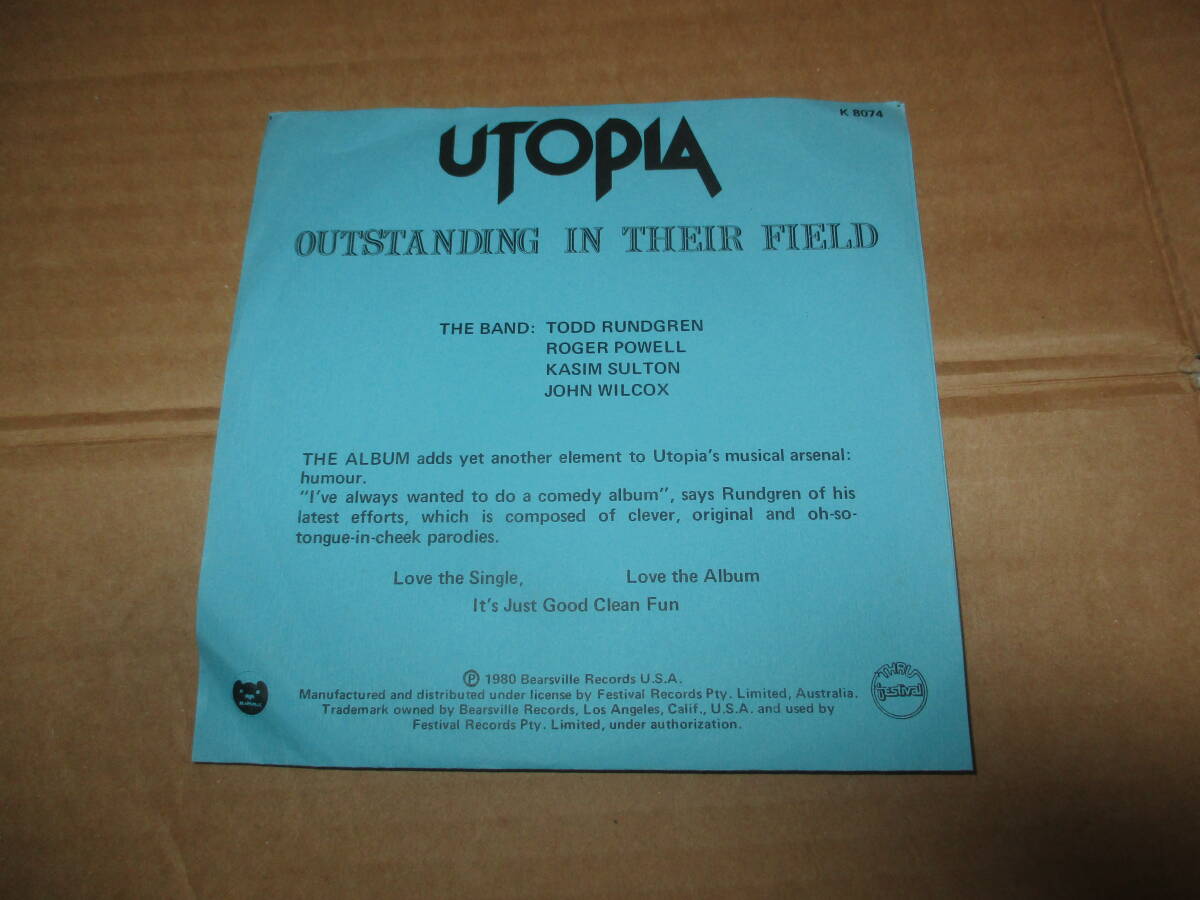 K 8074
UTOPIA
OUTSTANDING IN THEIR FIELD
THE BAND: TODD RUNDGREN
ROGER POWELL
KASIM SULTON
JOHN WILCOX
THE ALBUM adds yet another element to Utopia's musical arsenal:
humour.
"I've always wanted to do a comedy album", says Rundgren of his
latest efforts, which is composed of clever, original and oh-so-
tongue-in-cheek parodies.
Love the Single, Love the Album
It's Just Good Clean Fun
Ⓟ 1980 Bearsville Records U.S.A.
Manufactured and distributed under license by Festival Records Pty. Limited, Australia.
Trademark owned by Bearsville Records, Los Angeles, Calif., U.S.A. and used by
Festival Records Pty. Limited, under authorization.
THRU
Festival